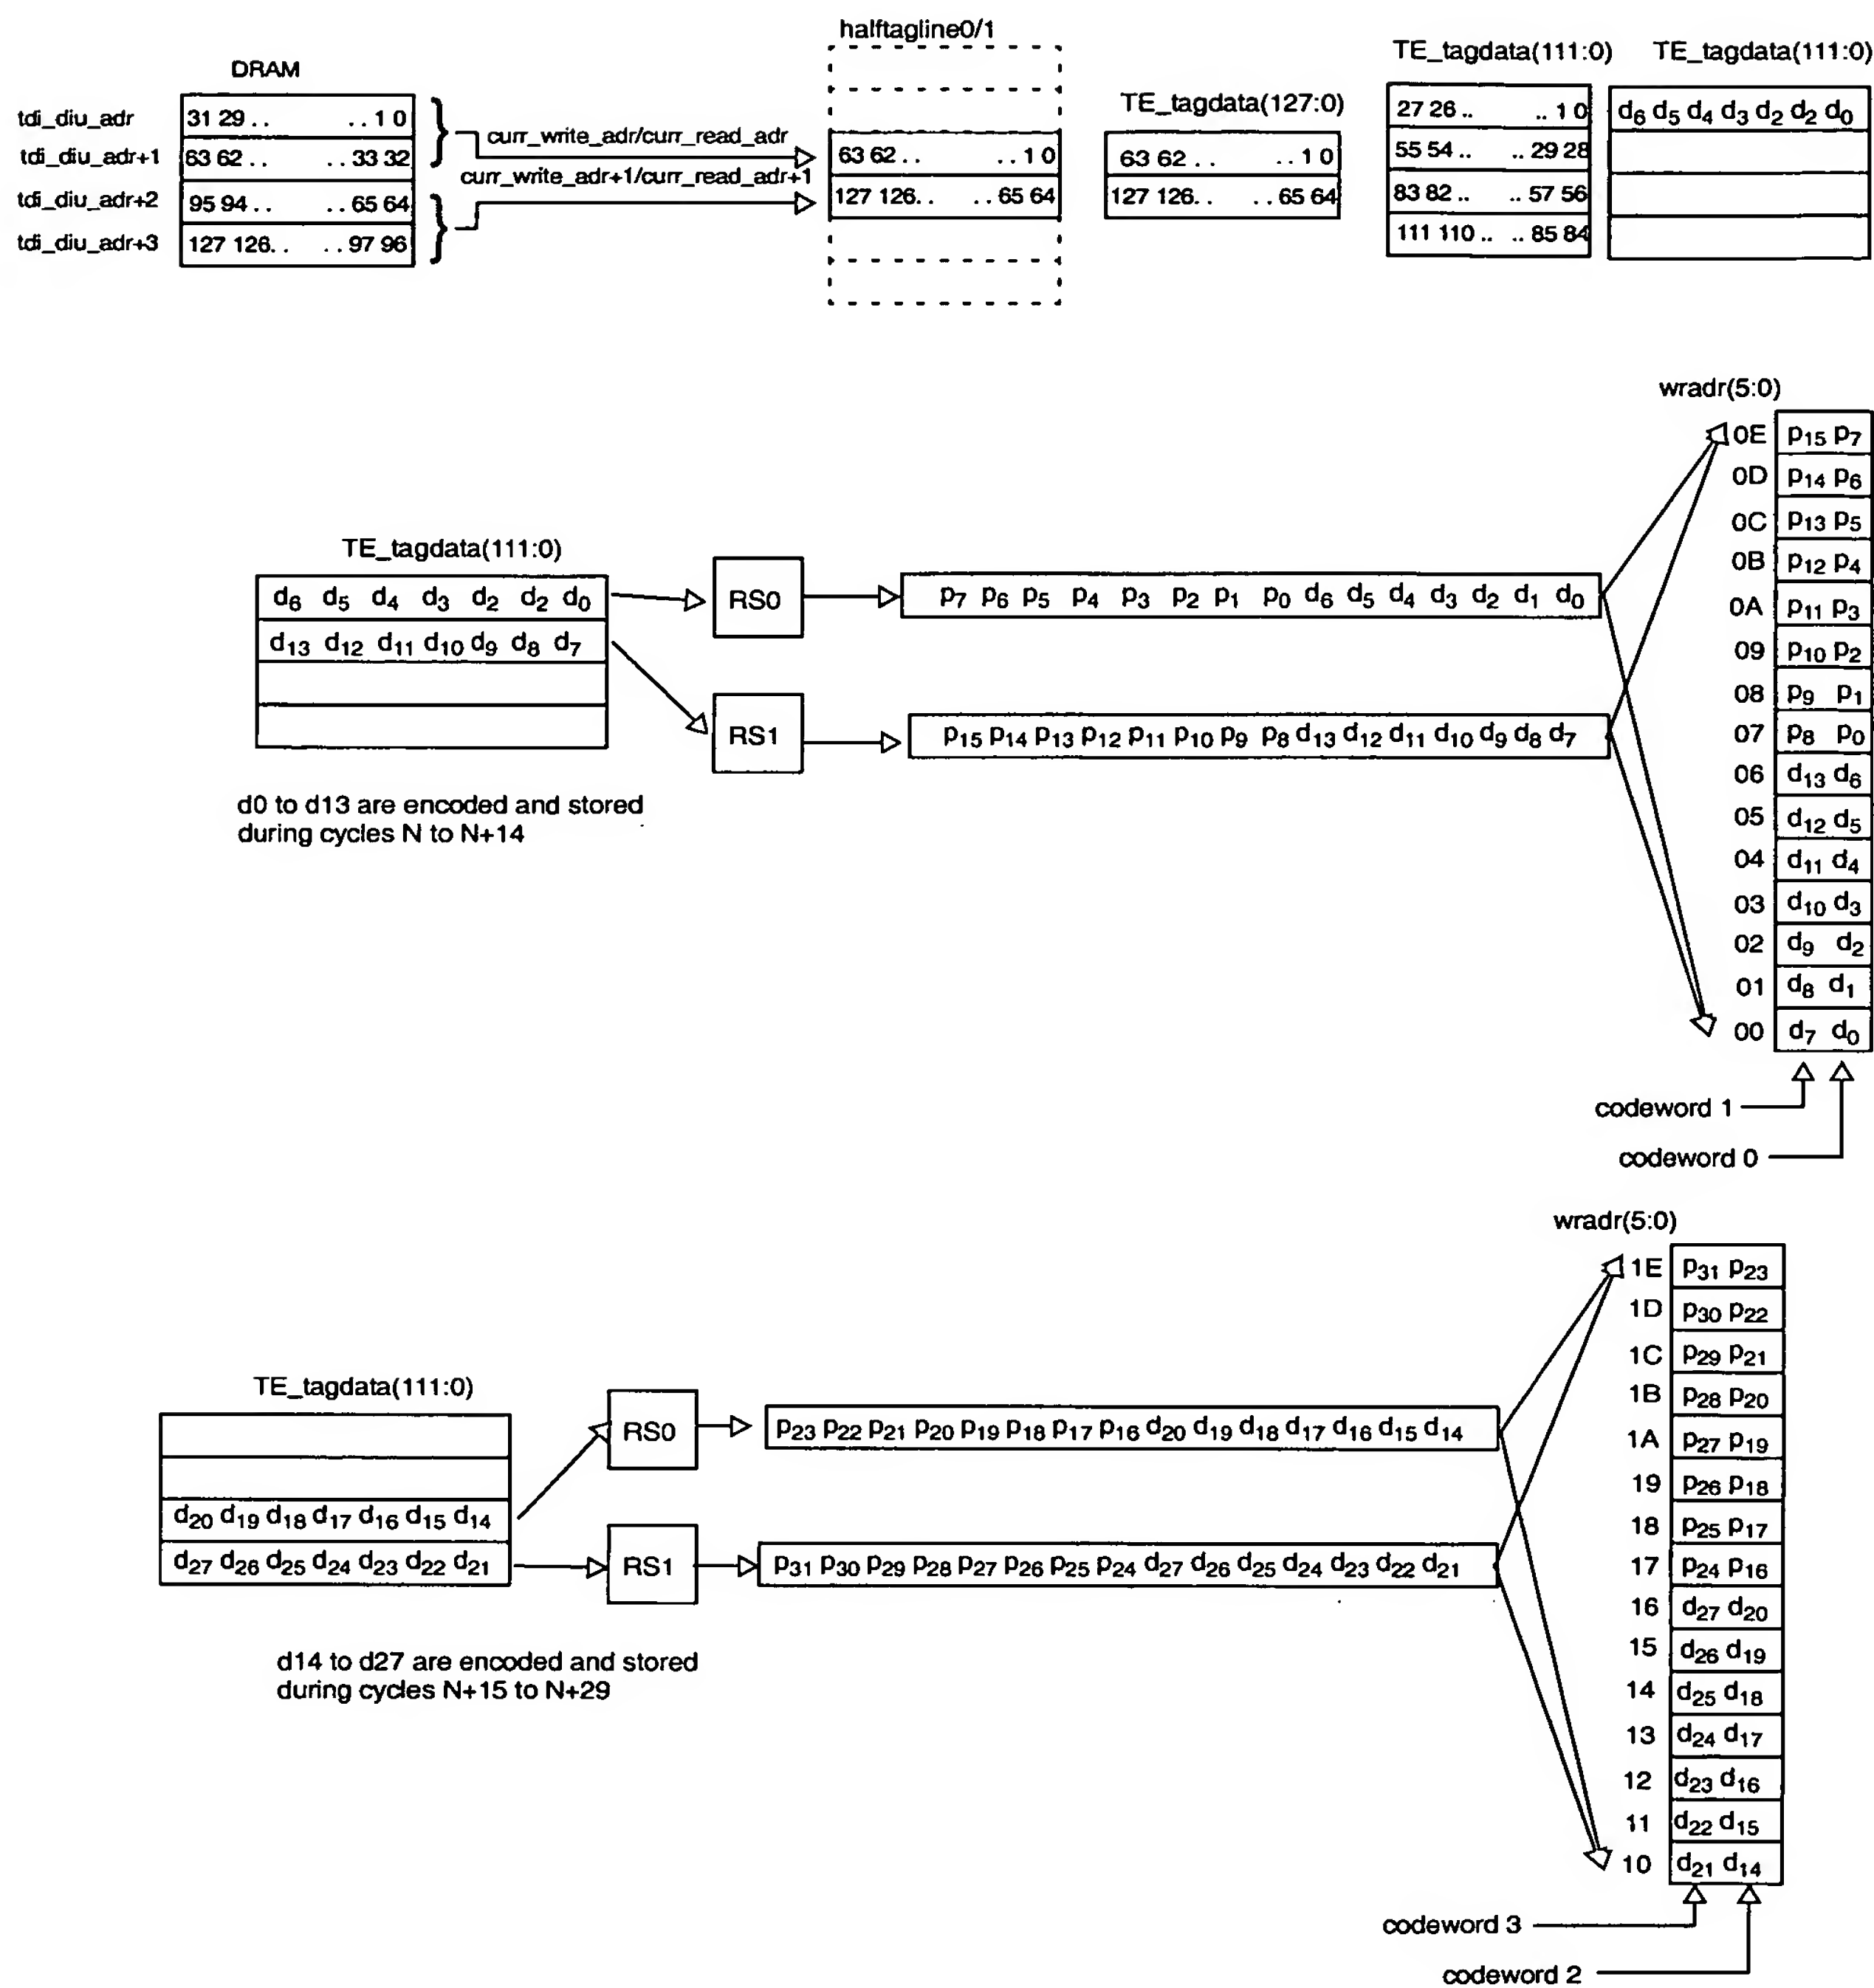 halftagline0/1
DRAM
TE_tagdata(127:0)
TE_tagdata(111:0) TE_tagdata(111:0)
tdi_diu_adr 31 29 . . . . 1 0
tdi_diu_adr+1 63 62 . . . . 33 32
tdi_diu_adr+2 95 94 . . . . 65 64
tdi_diu_adr+3 127 126. . . . 97 96
curr_write_adr/curr_read_adr
curr_write_adr+1/curr_read_adr+1
63 62 . . . . 1 0
127 126. . . . 65 64
63 62 . . . . 1 0
127 126. . . . 65 64
27 26 .. .. 1 0
55 54 .. .. 29 28
83 82 .. .. 57 56
111 110 .. .. 85 84
d6 d5 d4 d3 d2 d2 d0
wradr(5:0)
0E p15 p7
0D p14 p6
0C p13 p5
0B p12 p4
0A p11 p3
09 p10 p2
08 p9 p1
07 p8 p0
06 d13 d6
05 d12 d5
04 d11 d4
03 d10 d3
02 d9 d2
01 d8 d1
00 d7 d0
codeword 1
codeword 0
TE_tagdata(111:0)
d6 d5 d4 d3 d2 d2 d0
d13 d12 d11 d10 d9 d8 d7
RS0
p7 p6 p5 p4 p3 p2 p1 p0 d6 d5 d4 d3 d2 d1 d0
RS1
p15 p14 p13 p12 p11 p10 p9 p8 d13 d12 d11 d10 d9 d8 d7
d0 to d13 are encoded and stored
during cycles N to N+14
wradr(5:0)
1E p31 p23
1D p30 p22
1C p29 p21
1B p28 p20
1A p27 p19
19 p26 p18
18 p25 p17
17 p24 p16
16 d27 d20
15 d26 d19
14 d25 d18
13 d24 d17
12 d23 d16
11 d22 d15
10 d21 d14
codeword 3
codeword 2
TE_tagdata(111:0)
d20 d19 d18 d17 d16 d15 d14
d27 d26 d25 d24 d23 d22 d21
RS0
p23 p22 p21 p20 p19 p18 p17 p16 d20 d19 d18 d17 d16 d15 d14
RS1
p31 p30 p29 p28 p27 p26 p25 p24 d27 d26 d25 d24 d23 d22 d21
d14 to d27 are encoded and stored
during cycles N+15 to N+29